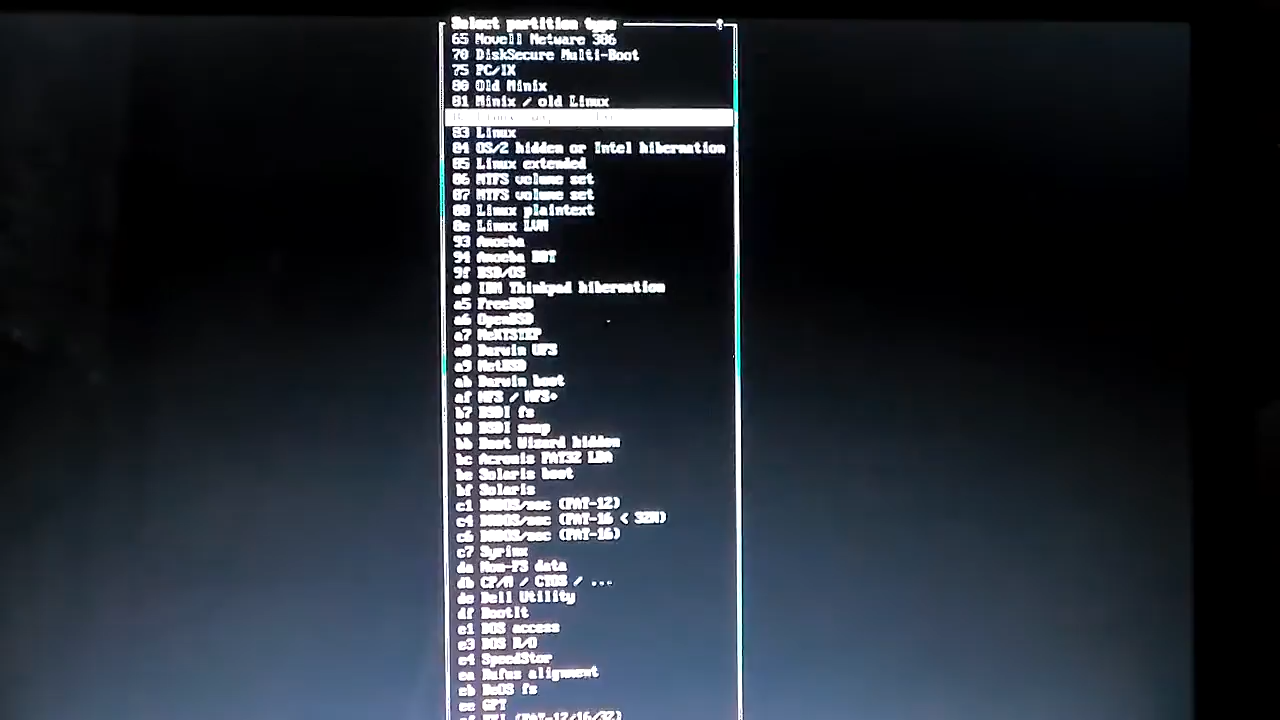 Select partition type
65 Novell Netware 386
70 DiskSecure Multi-Boot
75 PC/IX
80 Old Minix
81 Minix / old Linux
83 Linux
84 OS/2 hidden or Intel hibernation
85 Linux extended
86 NTFS volume set
87 NTFS volume set
88 Linux plaintext
8e Linux LVM
93 Amoeba
94 Amoeba BBT
9f BSD/OS
a0 IBM Thinkpad hibernation
a5 FreeBSD
a6 OpenBSD
a7 NeXTSTEP
a8 Darwin UFS
a9 NetBSD
ab Darwin boot
af HFS / HFS+
b7 BSDI fs
b8 BSDI swap
bb Boot Wizard hidden
bc Acronis FAT32 LBA
be Solaris boot
bf Solaris
c1 DRDOS/sec (FAT-12)
c4 DRDOS/sec (FAT-16 < 32M)
c6 DRDOS/sec (FAT-16)
c7 Syrinx
da Non-FS data
db CP/M / CTOS / ...
de Dell Utility
df BootIt
e1 DOS access
e3 DOS R/O
e4 SpeedStor
ea Rufus alignment
eb BeOS fs
ee GPT
ef EFI (FAT-12/16/32)